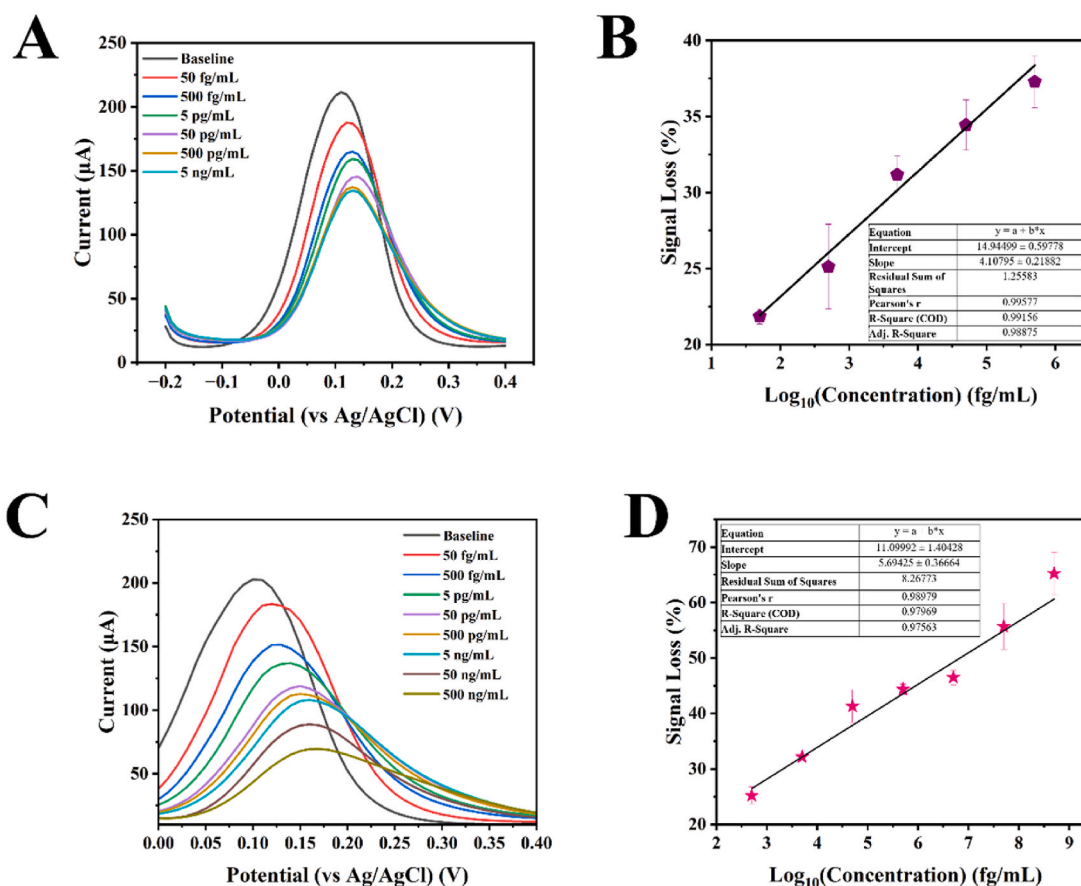 A
Baseline
50 fg/mL
500 fg/mL
5 pg/mL
50 pg/mL
500 pg/mL
5 ng/mL
250
200
150
100
50
0
−0.2
−0.1
0.0
0.1
0.2
0.3
0.4
Current (µA)
Potential (vs Ag/AgCl) (V)
B
40
35
30
25
20
1
2
3
4
5
6
Signal Loss (%)
Log10(Concentration) (fg/mL)
Equation y = a + b*x
Intercept 14.94499 ± 0.59778
Slope 4.10795 ± 0.21882
Residual Sum of Squares 1.25583
Pearson's r 0.99577
R-Square (COD) 0.99156
Adj. R-Square 0.98875
C
Baseline
50 fg/mL
500 fg/mL
5 pg/mL
50 pg/mL
500 pg/mL
5 ng/mL
50 ng/mL
500 ng/mL
250
200
150
100
50
0.00
0.05
0.10
0.15
0.20
0.25
0.30
0.35
0.40
Current (µA)
Potential (vs Ag/AgCl) (V)
D
70
60
50
40
30
20
2
3
4
5
6
7
8
9
Signal Loss (%)
Log10(Concentration) (fg/mL)
Equation y = a b*x
Intercept 11.09992 ± 1.40428
Slope 5.69425 ± 0.36664
Residual Sum of Squares 8.26773
Pearson's r 0.98979
R-Square (COD) 0.97969
Adj. R-Square 0.97563